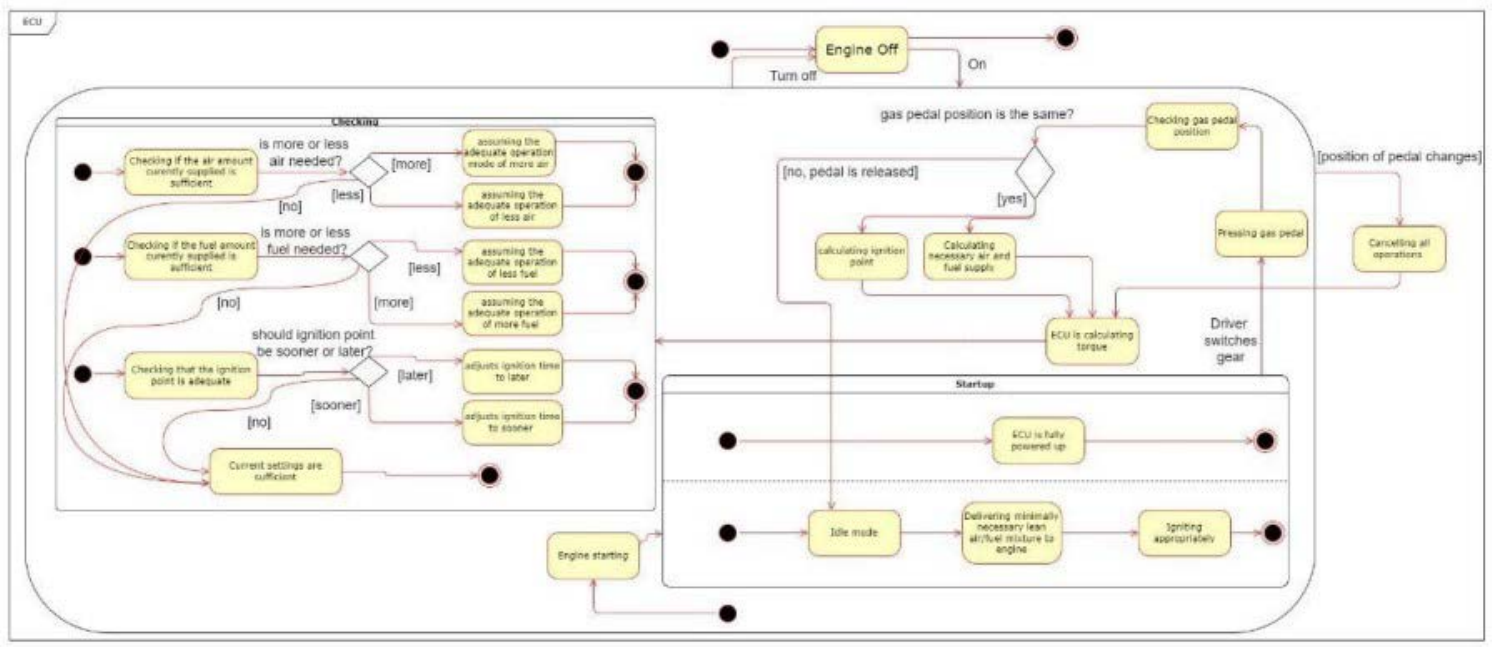 ECU
Engine Off
Turn off
On
Checking
gas pedal position is the same?
Checking gas pedal
position
[position of pedal changes]
is more or less
air needed?
Checking if the air amount
curently supplied is
sufficient
[more]
[less]
[no]
assuming the
adequate operation
mode of more air
assuming the
adequate operation
of less air
[no, pedal is released]
[yes]
calculating ignition
point
Calculating
necessary air and
fuel supply
Pressing gas pedal
Cancelling all
operations
is more or less
fuel needed?
Checking if the fuel amount
curently supplied is
sufficient
[less]
[more]
[no]
assuming the
adequate operation
of less fuel
assuming the
adequate operation
of more fuel
ECU is calculating
torque
Driver
switches
gear
should ignition point
be sooner or later?
Checking that the ignition
point is adequate
[later]
[sooner]
[no]
adjusts ignition time
to later
adjusts ignition time
to sooner
Current settings are
sufficient
Startup
ECU is fully
powered up
Idle mode
Delivering minimally
necessary lean
air/fuel mixture to
engine
Igniting
appropriately
Engine starting